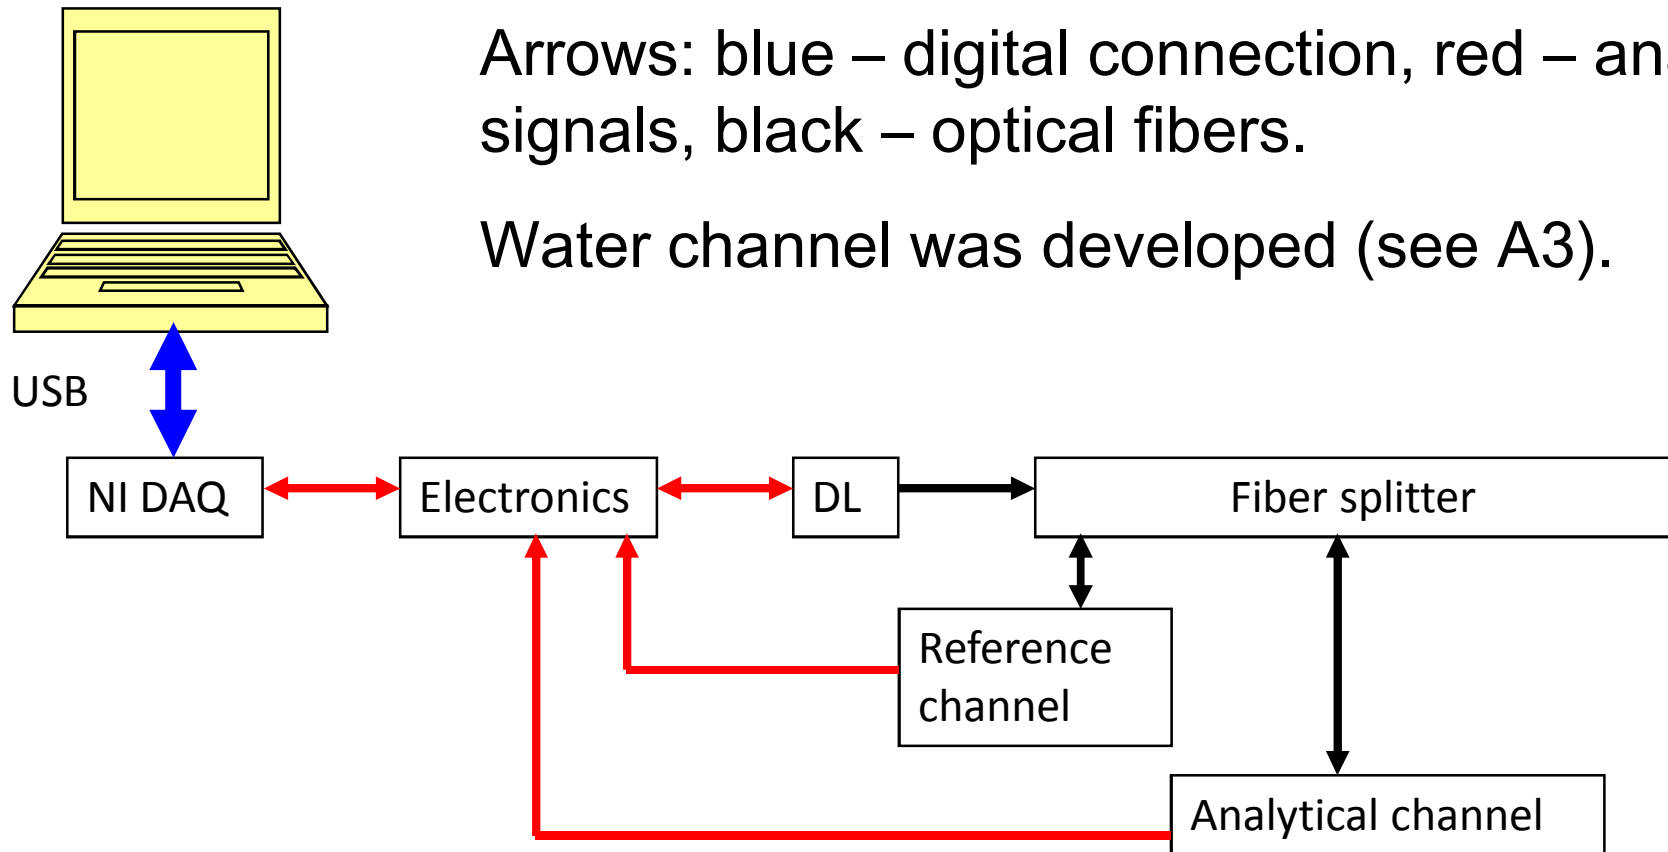 Arrows: blue – digital connection, red –
signals, black – optical fibers.
Water channel was developed (see A3).
USB
NI DAQ
Electronics
DL
Fiber splitter
Reference
channel
Analytical channel